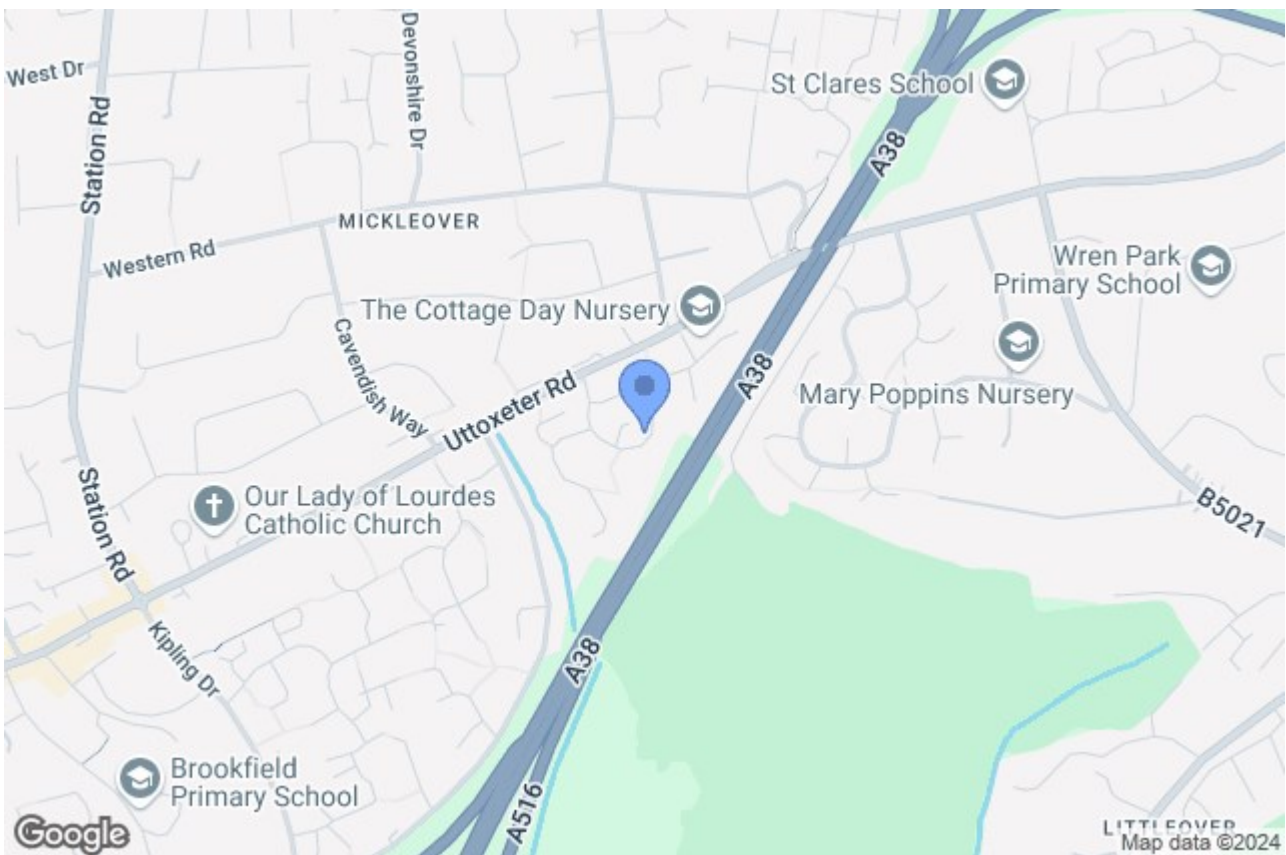 West Dr
Station Rd
Devonshire Dr
St Clares School
A38
MICKLEOVER
Western Rd
Wren Park
Primary School
The Cottage Day Nursery
Cavendish Way
Uttoxeter Rd
A38
Mary Poppins Nursery
B5021
Our Lady of Lourdes
Catholic Church
Station Rd
Kipling Dr
A38
Brookfield
Primary School
A516
LITTLEOVER
Google
Map data ©2024